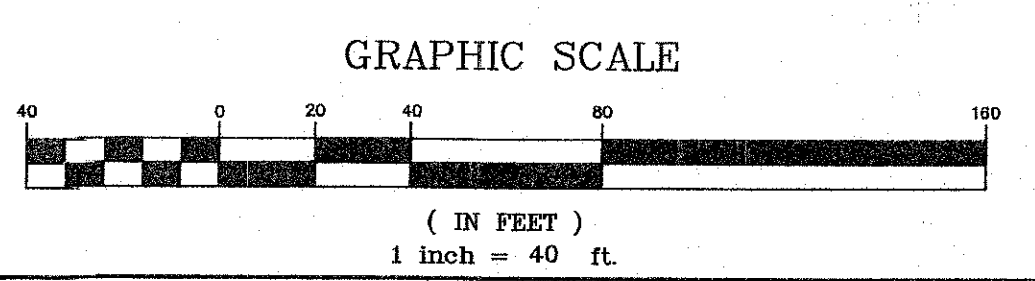 GRAPHIC SCALE
40 0 20 40 80 160
( IN FEET )
1 inch = 40 ft.